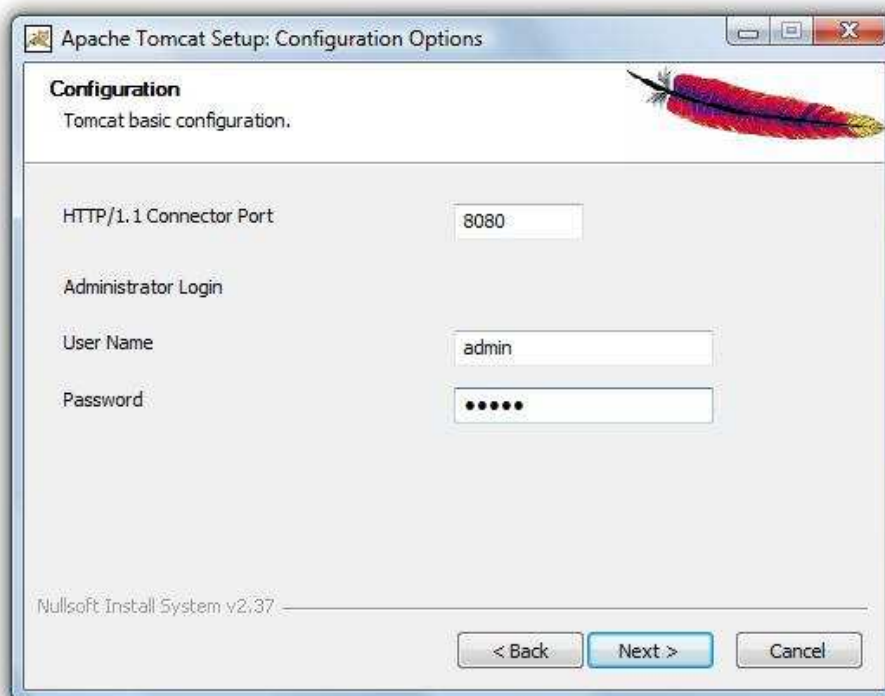 Apache Tomcat Setup: Configuration Options
Configuration
Tomcat basic configuration.
HTTP/1.1 Connector Port
8080
Administrator Login
User Name
admin
Password
•••••
Nullsoft Install System v2.37
< Back
Next >
Cancel